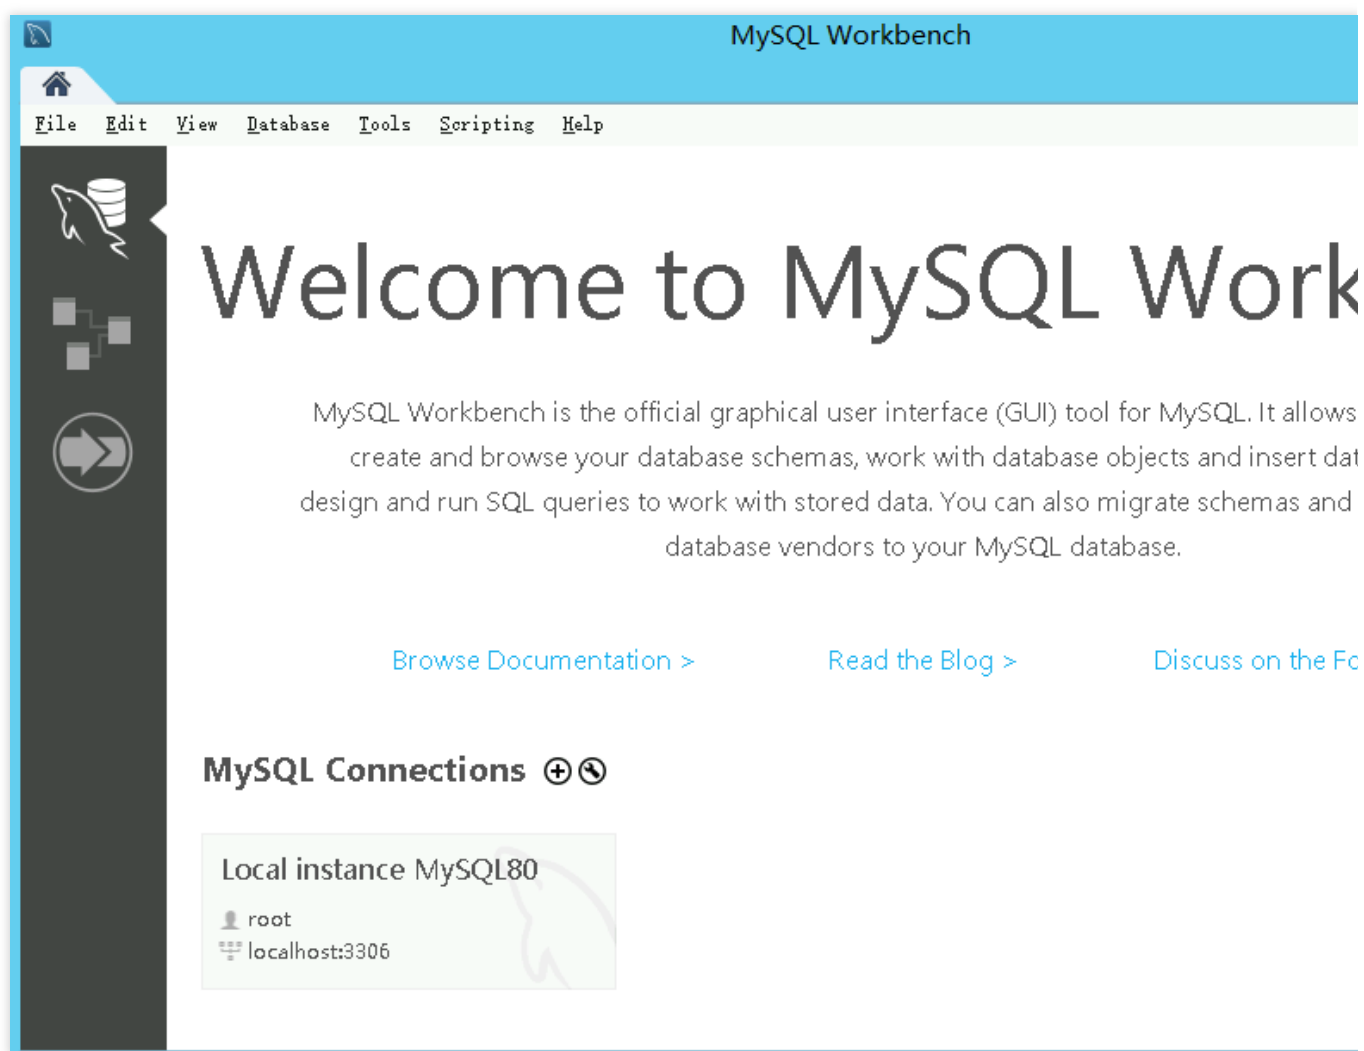 MySQL Workbench
File Edit View Database Tools Scripting Help
Welcome to MySQL Work
MySQL Workbench is the official graphical user interface (GUI) tool for MySQL. It allows
create and browse your database schemas, work with database objects and insert dat
design and run SQL queries to work with stored data. You can also migrate schemas and
database vendors to your MySQL database.
Browse Documentation > Read the Blog > Discuss on the Fo
MySQL Connections
Local instance MySQL80
root
localhost:3306